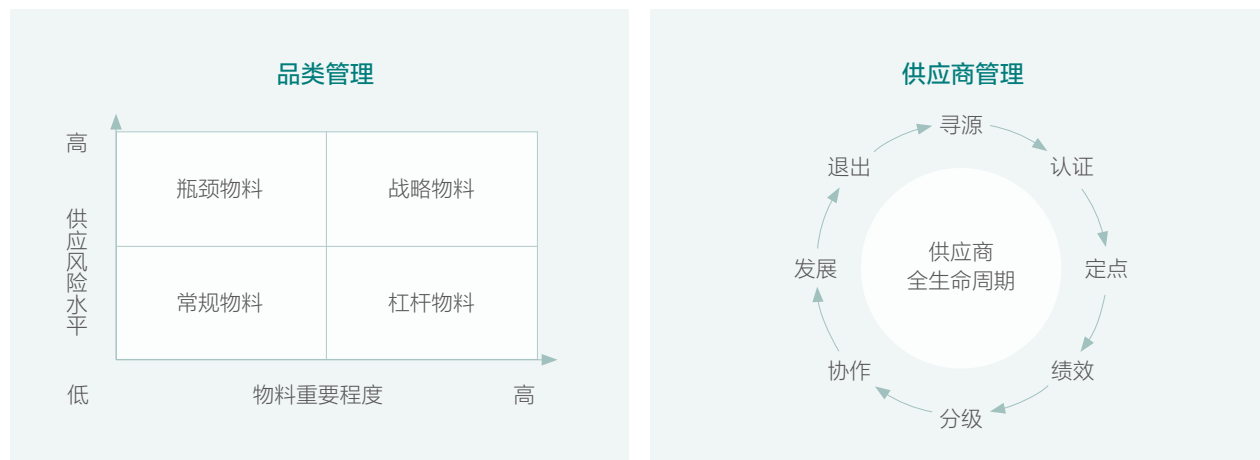 品类管理
高
瓶颈物料
战略物料
供应风险水平
常规物料
杠杆物料
低
物料重要程度
高
供应商管理
寻源
认证
定点
绩效
分级
协作
发展
退出
供应商
全生命周期